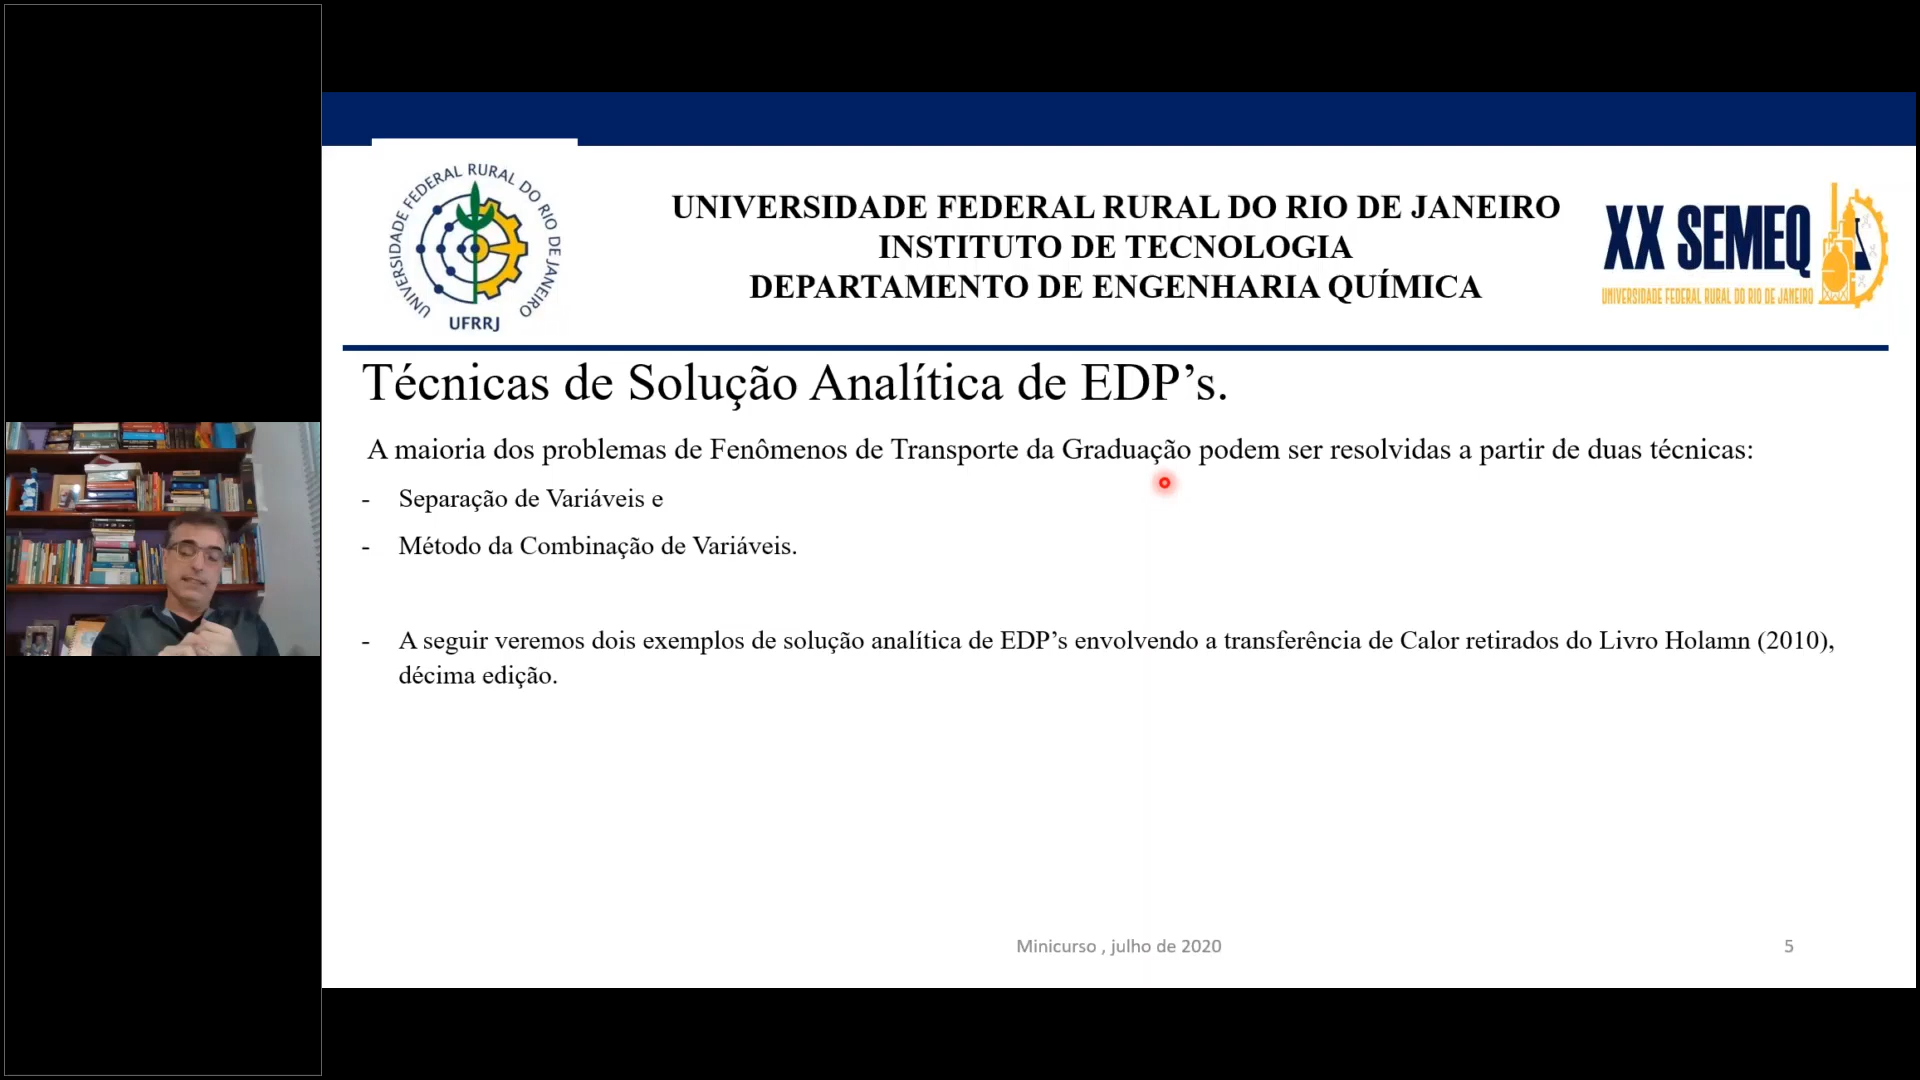 UNIVERSIDADE FEDERAL RURAL DO RIO DE JANEIRO
UFRRJ
UNIVERSIDADE FEDERAL RURAL DO RIO DE JANEIRO
INSTITUTO DE TECNOLOGIA
DEPARTAMENTO DE ENGENHARIA QUÍMICA
XX SEMEQ
UNIVERSIDADE FEDERAL RURAL DO RIO DE JANEIRO
Técnicas de Solução Analítica de EDP’s.
A maioria dos problemas de Fenômenos de Transporte da Graduação podem ser resolvidas a partir de duas técnicas:
- Separação de Variáveis e
- Método da Combinação de Variáveis.
- A seguir veremos dois exemplos de solução analítica de EDP’s envolvendo a transferência de Calor retirados do Livro Holamn (2010),
décima edição.
Minicurso , julho de 2020
5